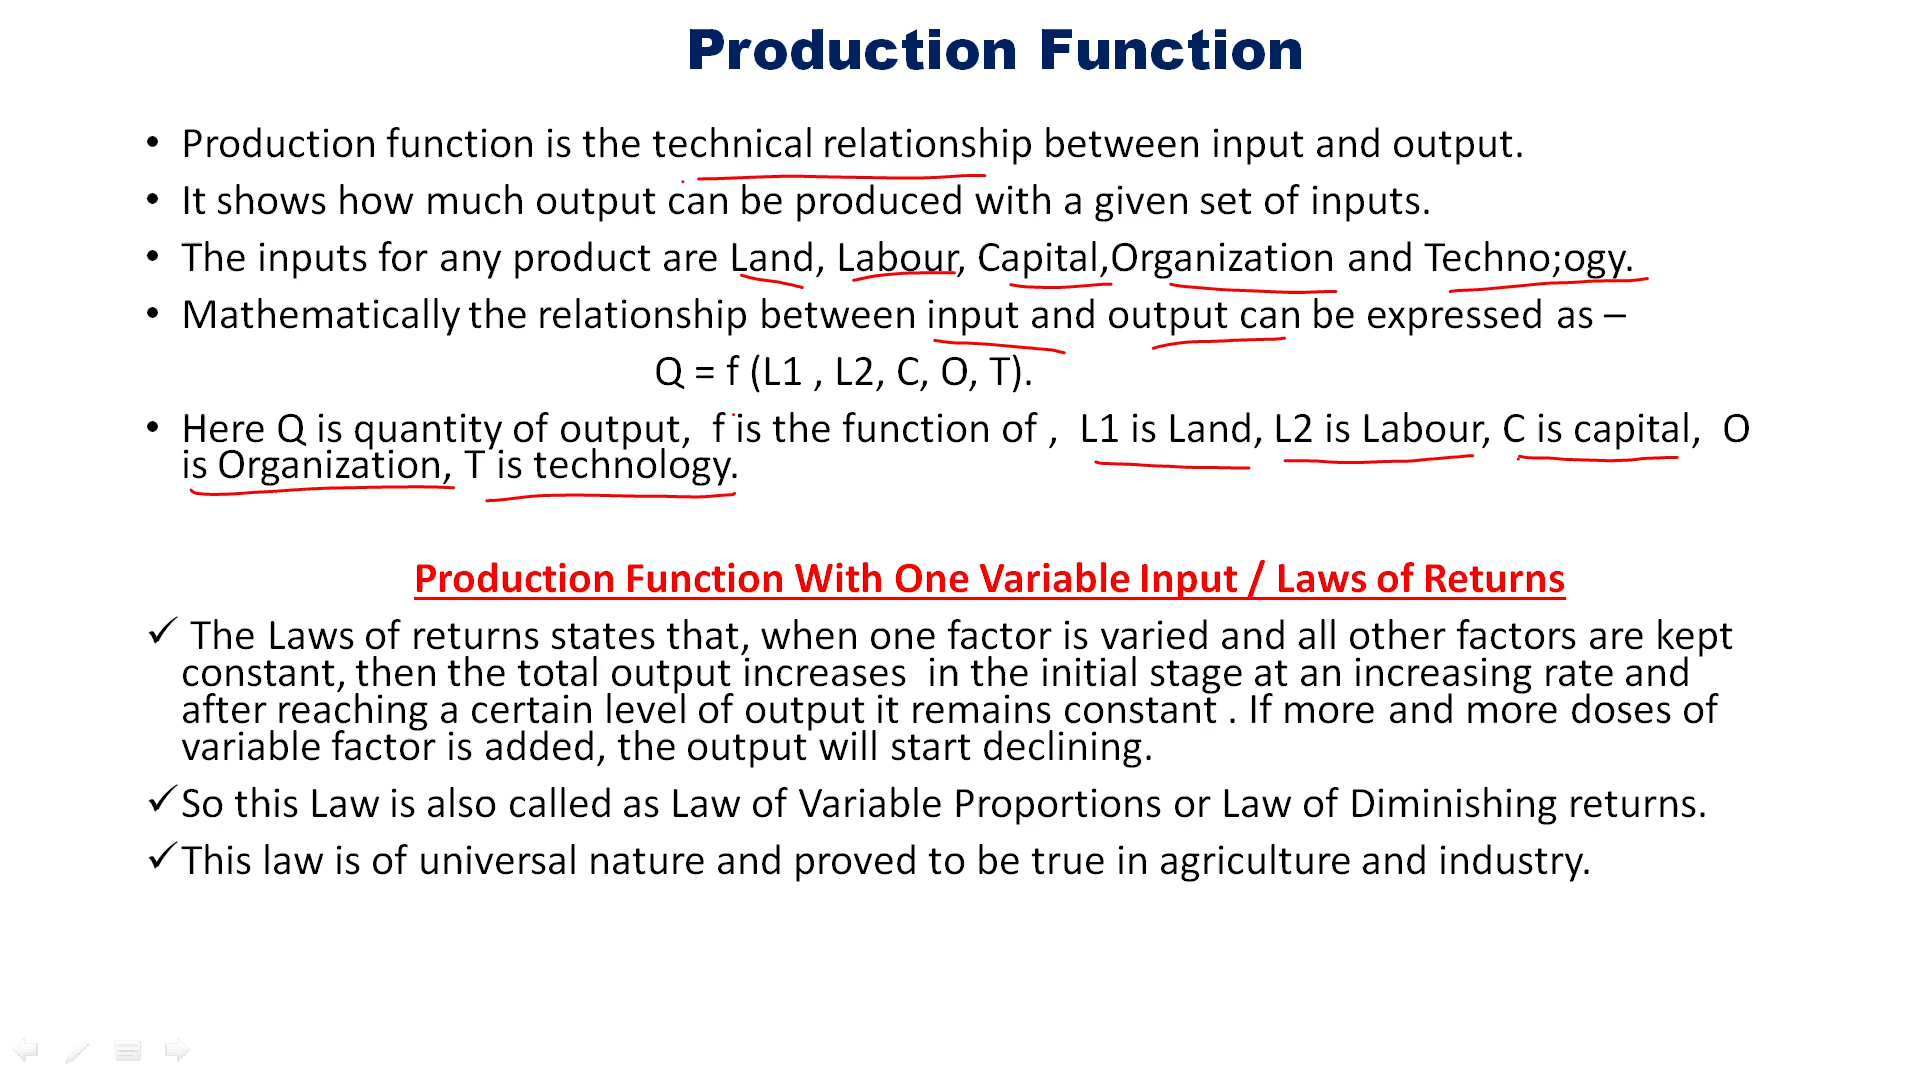 Production Function
• Production function is the technical relationship between input and output.
• It shows how much output can be produced with a given set of inputs.
• The inputs for any product are Land, Labour, Capital,Organization and Techno;ogy.
• Mathematically the relationship between input and output can be expressed as –
Q = f (L1 , L2, C, O, T).
• Here Q is quantity of output, f is the function of , L1 is Land, L2 is Labour, C is capital, O
is Organization, T is technology.
Production Function With One Variable Input / Laws of Returns
✓ The Laws of returns states that, when one factor is varied and all other factors are kept
constant, then the total output increases in the initial stage at an increasing rate and
after reaching a certain level of output it remains constant . If more and more doses of
variable factor is added, the output will start declining.
✓ So this Law is also called as Law of Variable Proportions or Law of Diminishing returns.
✓ This law is of universal nature and proved to be true in agriculture and industry.